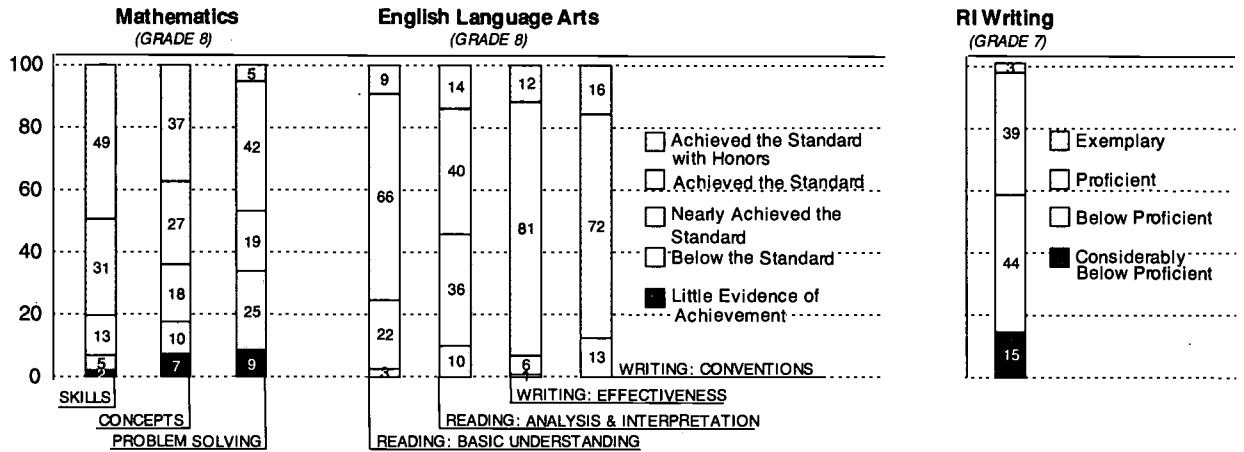 Mathematics
(GRADE 8)
English Language Arts
(GRADE 8)
RI Writing
(GRADE 7)
100
80
60
40
20
0
49
31
13
5
2
37
27
18
10
7
5
42
19
25
9
9
66
22
3
14
40
36
10
12
81
6
16
72
13
Achieved the Standard
with Honors
Achieved the Standard
Nearly Achieved the
Standard
Below the Standard
Little Evidence of
Achievement
3
39
44
15
Exemplary
Proficient
Below Proficient
Considerably
Below Proficient
SKILLS
CONCEPTS
PROBLEM SOLVING
WRITING: CONVENTIONS
WRITING: EFFECTIVENESS
READING: ANALYSIS & INTERPRETATION
READING: BASIC UNDERSTANDING